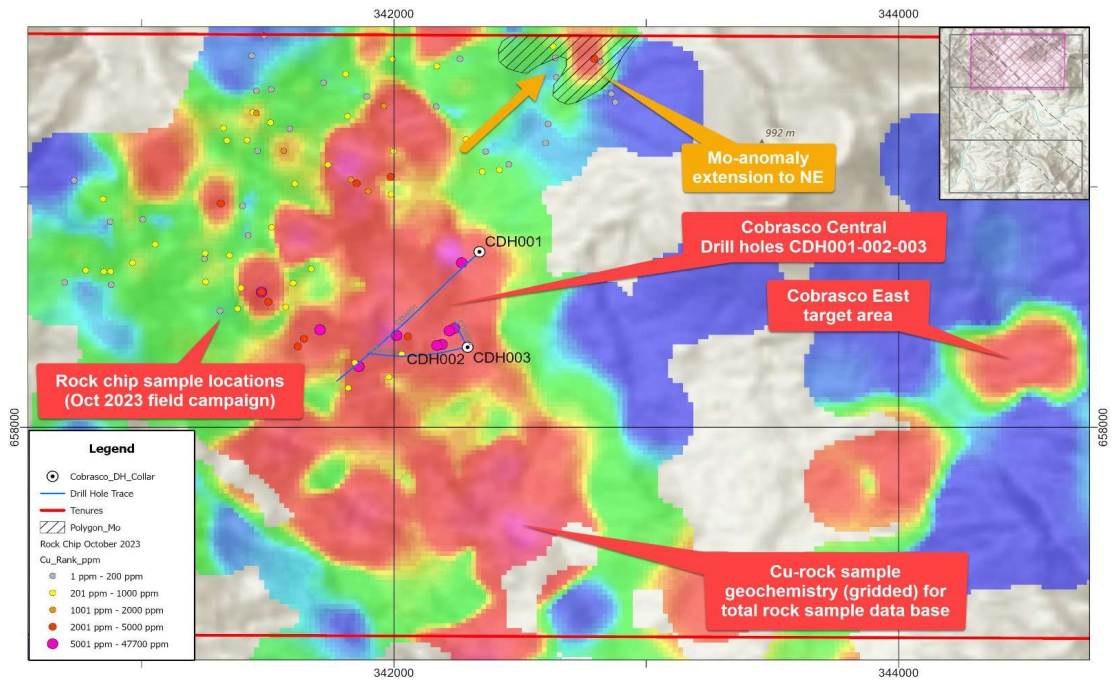 342000
344000
992 m
Mo-anomaly
extension to NE
CDH001
Cobrasco Central
Drill holes CDH001-002-003
Cobrasco East
target area
CDH002
CDH003
Rock chip sample locations
(Oct 2023 field campaign)
658000
658000
Legend
Cobrasco_DH_Collar
Drill Hole Trace
Tenures
Polygon_Mo
Rock Chip October 2023
Cu_Rank_ppm
1 ppm - 200 ppm
201 ppm - 1000 ppm
1001 ppm - 2000 ppm
2001 ppm - 5000 ppm
5001 ppm - 47700 ppm
Cu-rock sample
geochemistry (gridded) for
total rock sample data base
342000
344000